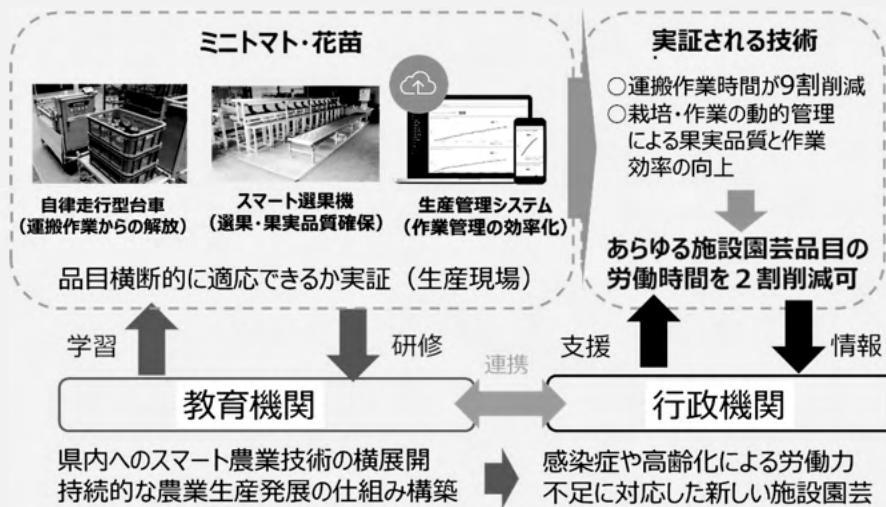 ミニトマト・花苗
自律走行型台車
（運搬作業からの解放）
スマート選果機
（選果・果実品質確保）
生産管理システム
（作業管理の効率化）
品目横断的に適応できるか実証（生産現場）
実証される技術
○運搬作業時間が9割削減
○栽培・作業の動的管理
による果実品質と作業
効率の向上
あらゆる施設園芸品目の
労働時間を２割削減可
学習
研修
連携
支援
情報
教育機関
行政機関
県内へのスマート農業技術の横展開
持続的な農業生産発展の仕組み構築
感染症や高齢化による労働力
不足に対応した新しい施設園芸